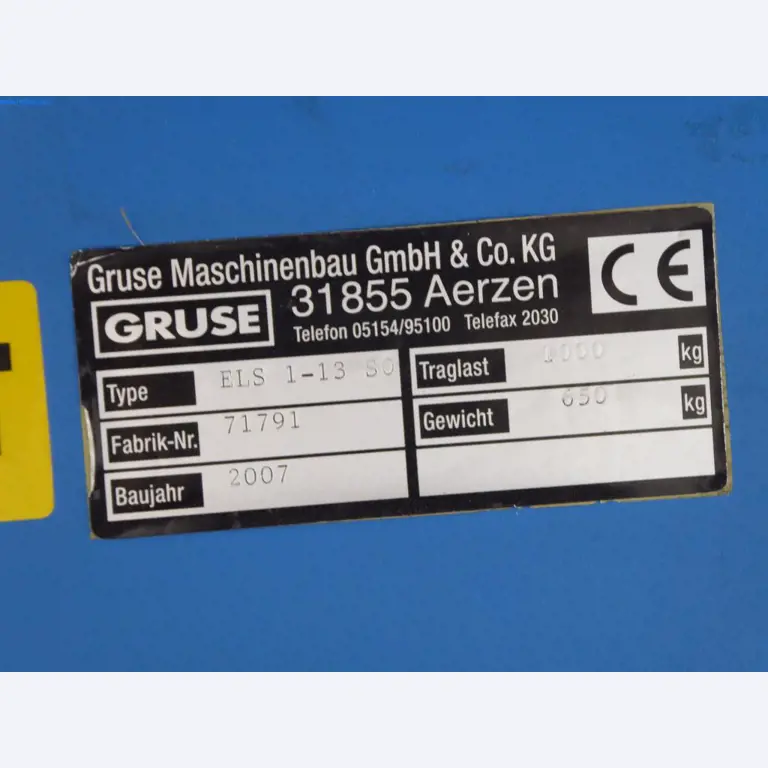 Gruse Maschinenbau GmbH & Co. KG
GRUSE
31855 Aerzen
Telefon 05154/95100 Telefax 2030
CE
Type ELS 1-13 SO
Fabrik-Nr. 71791
Baujahr 2007
Traglast 1000 kg
Gewicht 650 kg